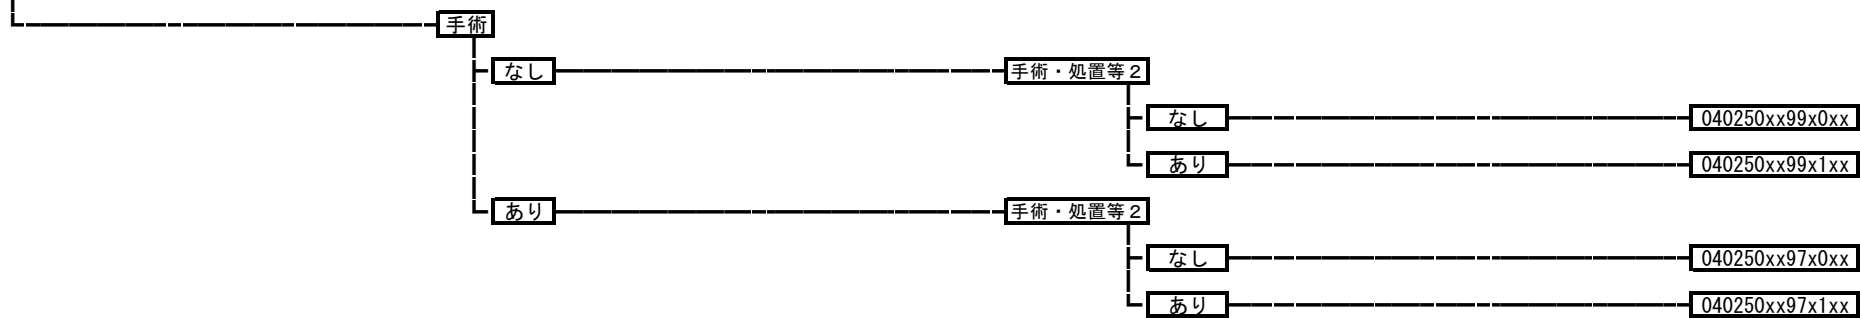 手術
なし 手術・処置等２
なし 040250xx99x0xx
あり 040250xx99x1xx
あり 手術・処置等２
なし 040250xx97x0xx
あり 040250xx97x1xx